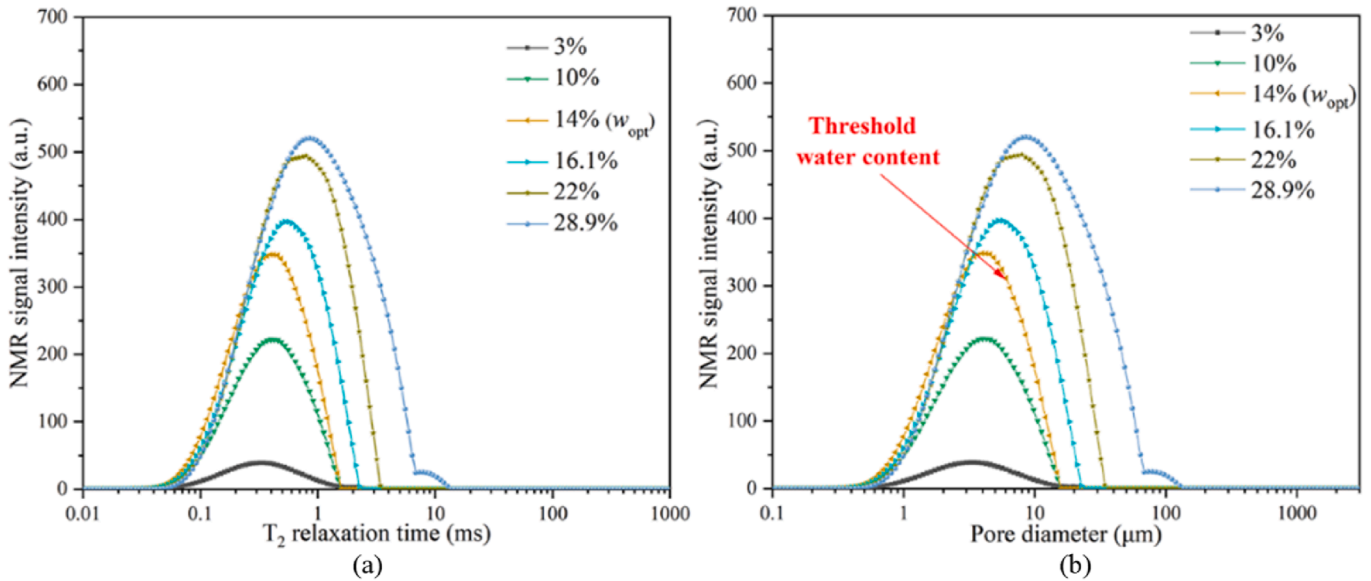 700
600
500
400
300
200
100
0
NMR signal intensity (a.u.)
3%
10%
14% (wopt)
16.1%
22%
28.9%
0.01 0.1 1 10 100 1000
T2 relaxation time (ms)
(a)
700
600
500
400
300
200
100
0
NMR signal intensity (a.u.)
3%
10%
14% (wopt)
16.1%
22%
28.9%
Threshold
water content
0.1 1 10 100 1000
Pore diameter (μm)
(b)